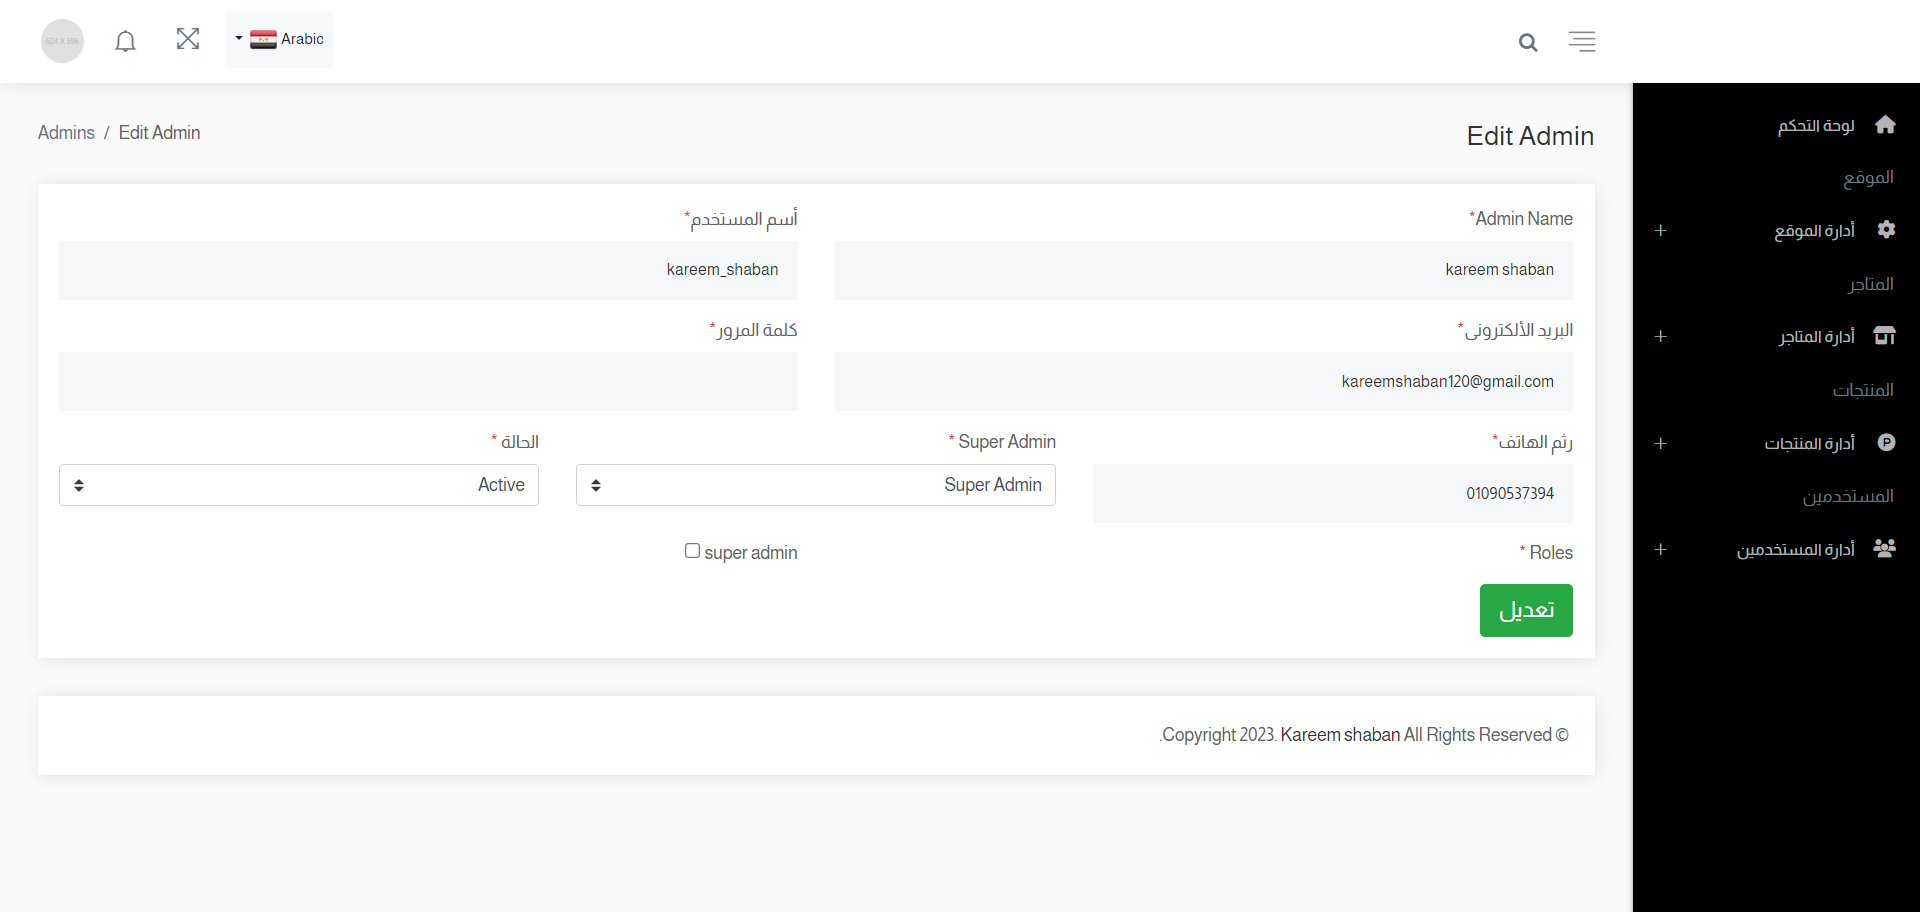 624 X 596
Arabic
لوحة التحكم
الموقع
أدارة الموقع
المتاجر
أدارة المتاجر
المنتجات
أدارة المنتجات
المستخدمين
أدارة المستخدمين
Edit Admin
Admins / Edit Admin
*Admin Name
أسم المستخدم*
kareem shaban
kareem_shaban
البريد الألكترونى*
كلمة المرور*
kareemshaban120@gmail.com
رثم الهاتف*
* Super Admin
الحالة *
01090537394
Super Admin
Active
* Roles
super admin
تعديل
.Copyright 2023. Kareem shaban All Rights Reserved ©